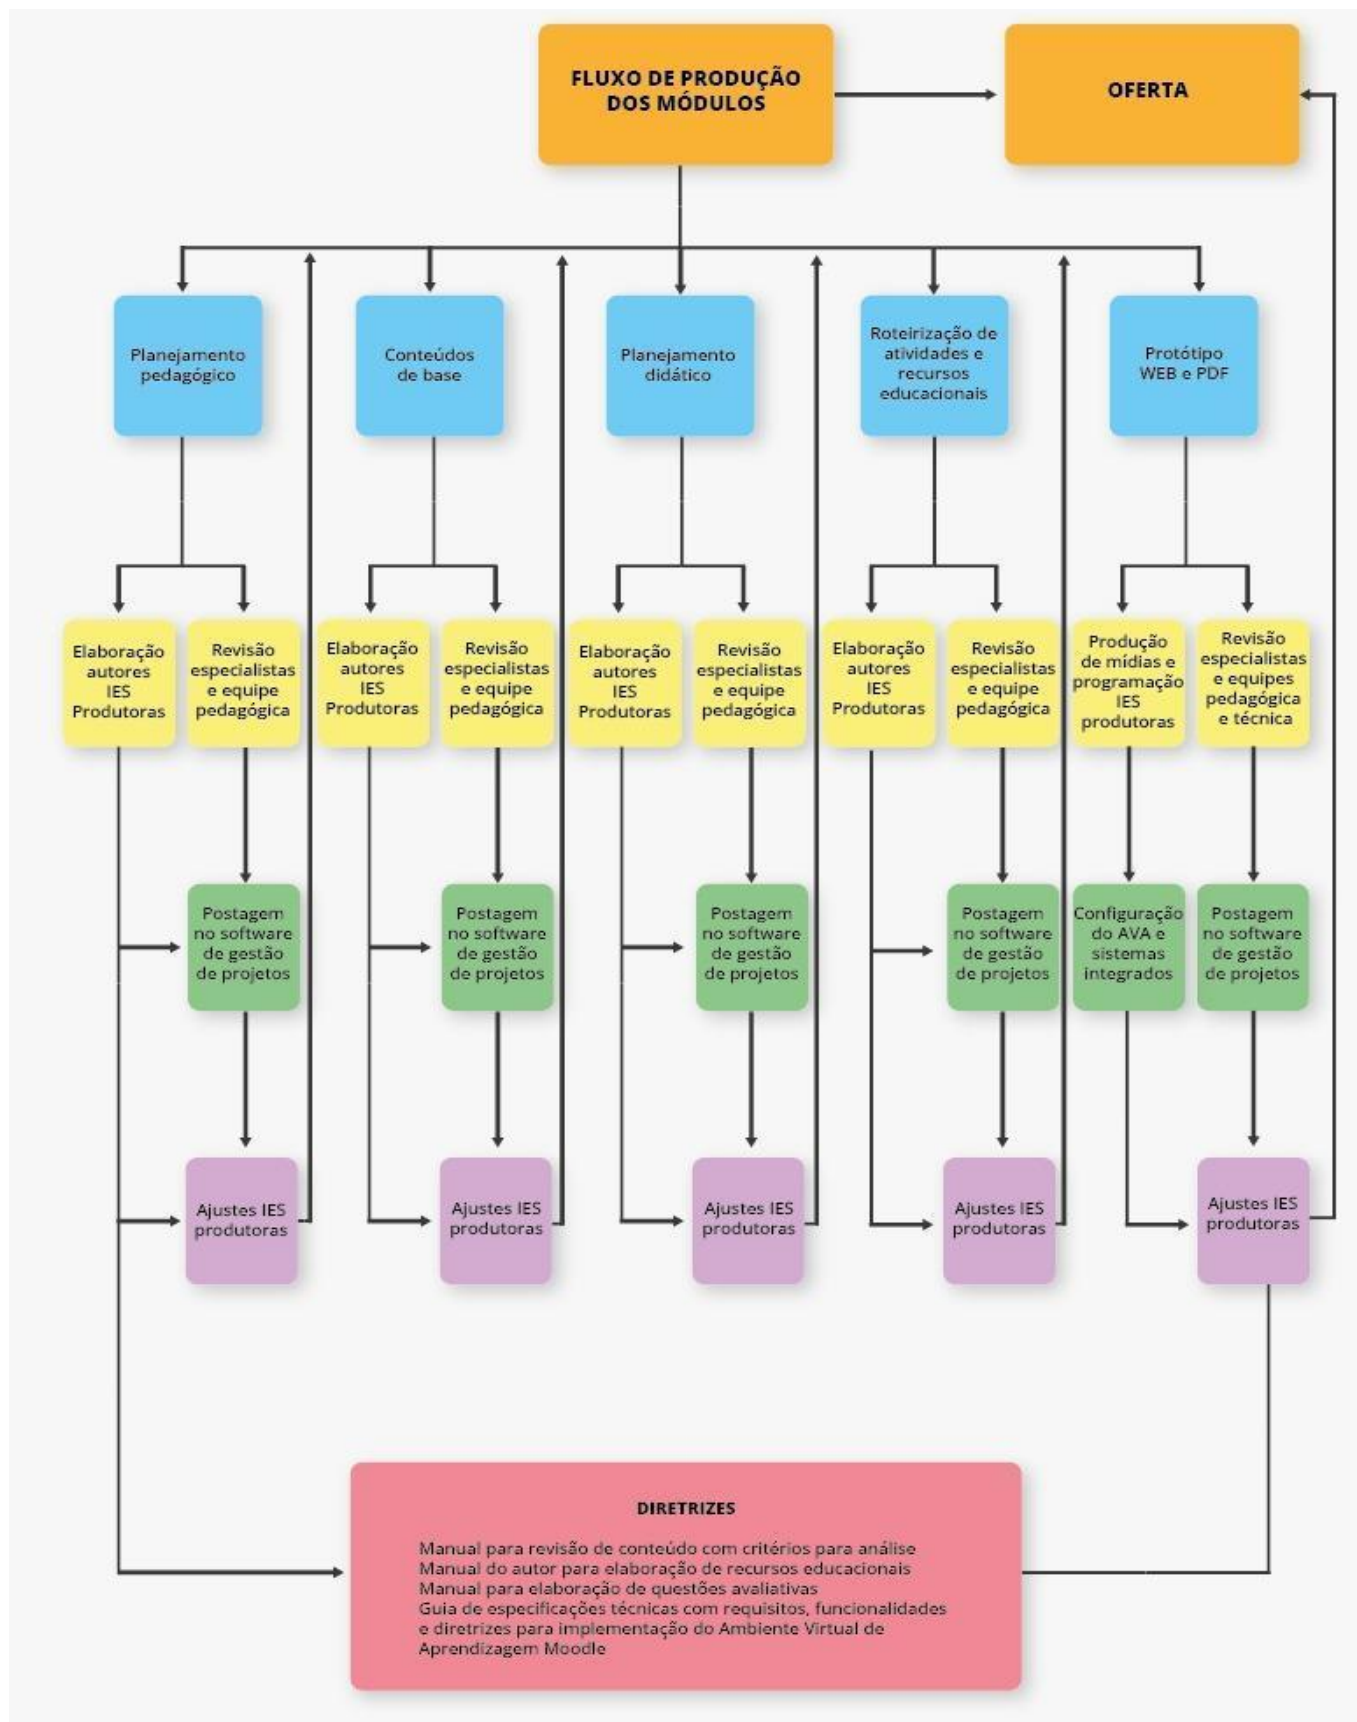 FLUXO DE PRODUÇÃO
DOS MÓDULOS
OFERTA
Planejamento
pedagógico
Conteúdos
de base
Planejamento
didático
Roteirização de
atividades e
recursos
educacionais
Protótipo
WEB e PDF
Elaboração
autores
IES
Produtoras
Revisão
especialistas
e equipe
pedagógica
Elaboração
autores
IES
Produtoras
Revisão
especialistas
e equipe
pedagógica
Elaboração
autores
IES
Produtoras
Revisão
especialistas
e equipe
pedagógica
Elaboração
autores
IES
Produtoras
Revisão
especialistas
e equipe
pedagógica
Produção
de mídias e
programação
IES
produtoras
Revisão
especialistas
e equipes
pedagógica
e técnica
Postagem
no software
de gestão
de projetos
Postagem
no software
de gestão
de projetos
Postagem
no software
de gestão
de projetos
Postagem
no software
de gestão
de projetos
Configuração
do AVA e
sistemas
integrados
Postagem
no software
de gestão
de projetos
Ajustes IES
produtoras
Ajustes IES
produtoras
Ajustes IES
produtoras
Ajustes IES
produtoras
Ajustes IES
produtoras
DIRETRIZES
Manual para revisão de conteúdo com critérios para análise
Manual do autor para elaboração de recursos educacionais
Manual para elaboração de questões avaliativas
Guia de especificações técnicas com requisitos, funcionalidades
e diretrizes para implementação do Ambiente Virtual de
Aprendizagem Moodle